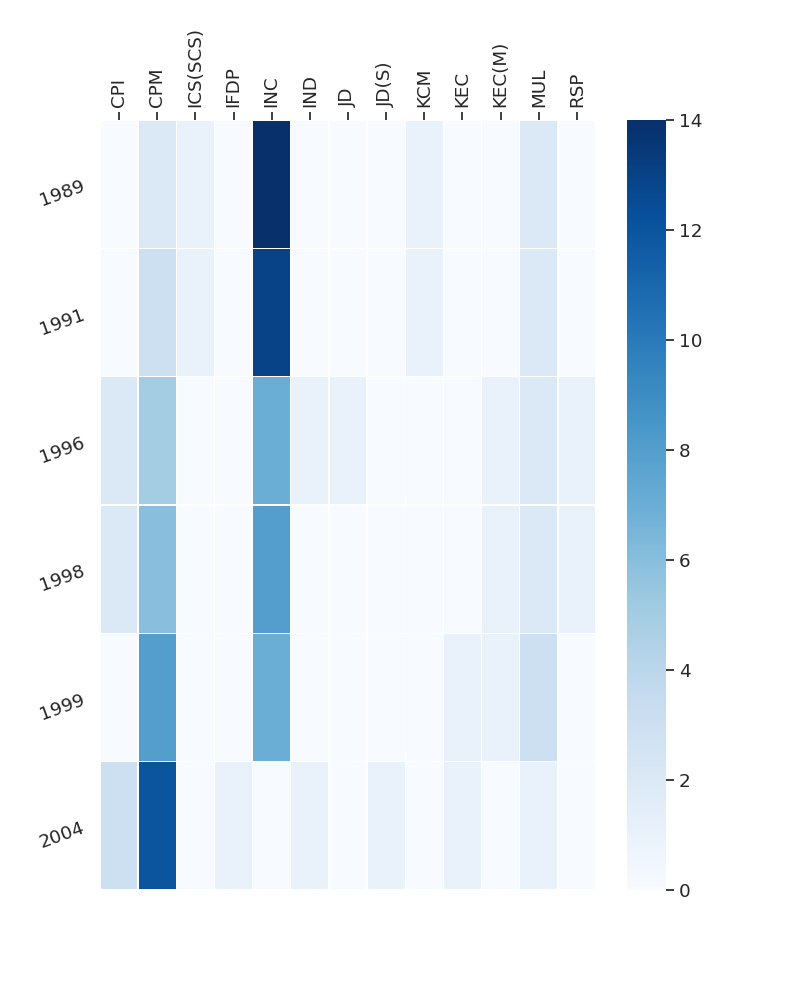 CPI
CPM
ICS(SCS)
IFDP
INC
IND
JD
JD(S)
KCM
KEC
KEC(M)
MUL
RSP
1989
1991
1996
1998
1999
2004
14
12
10
8
6
4
2
0